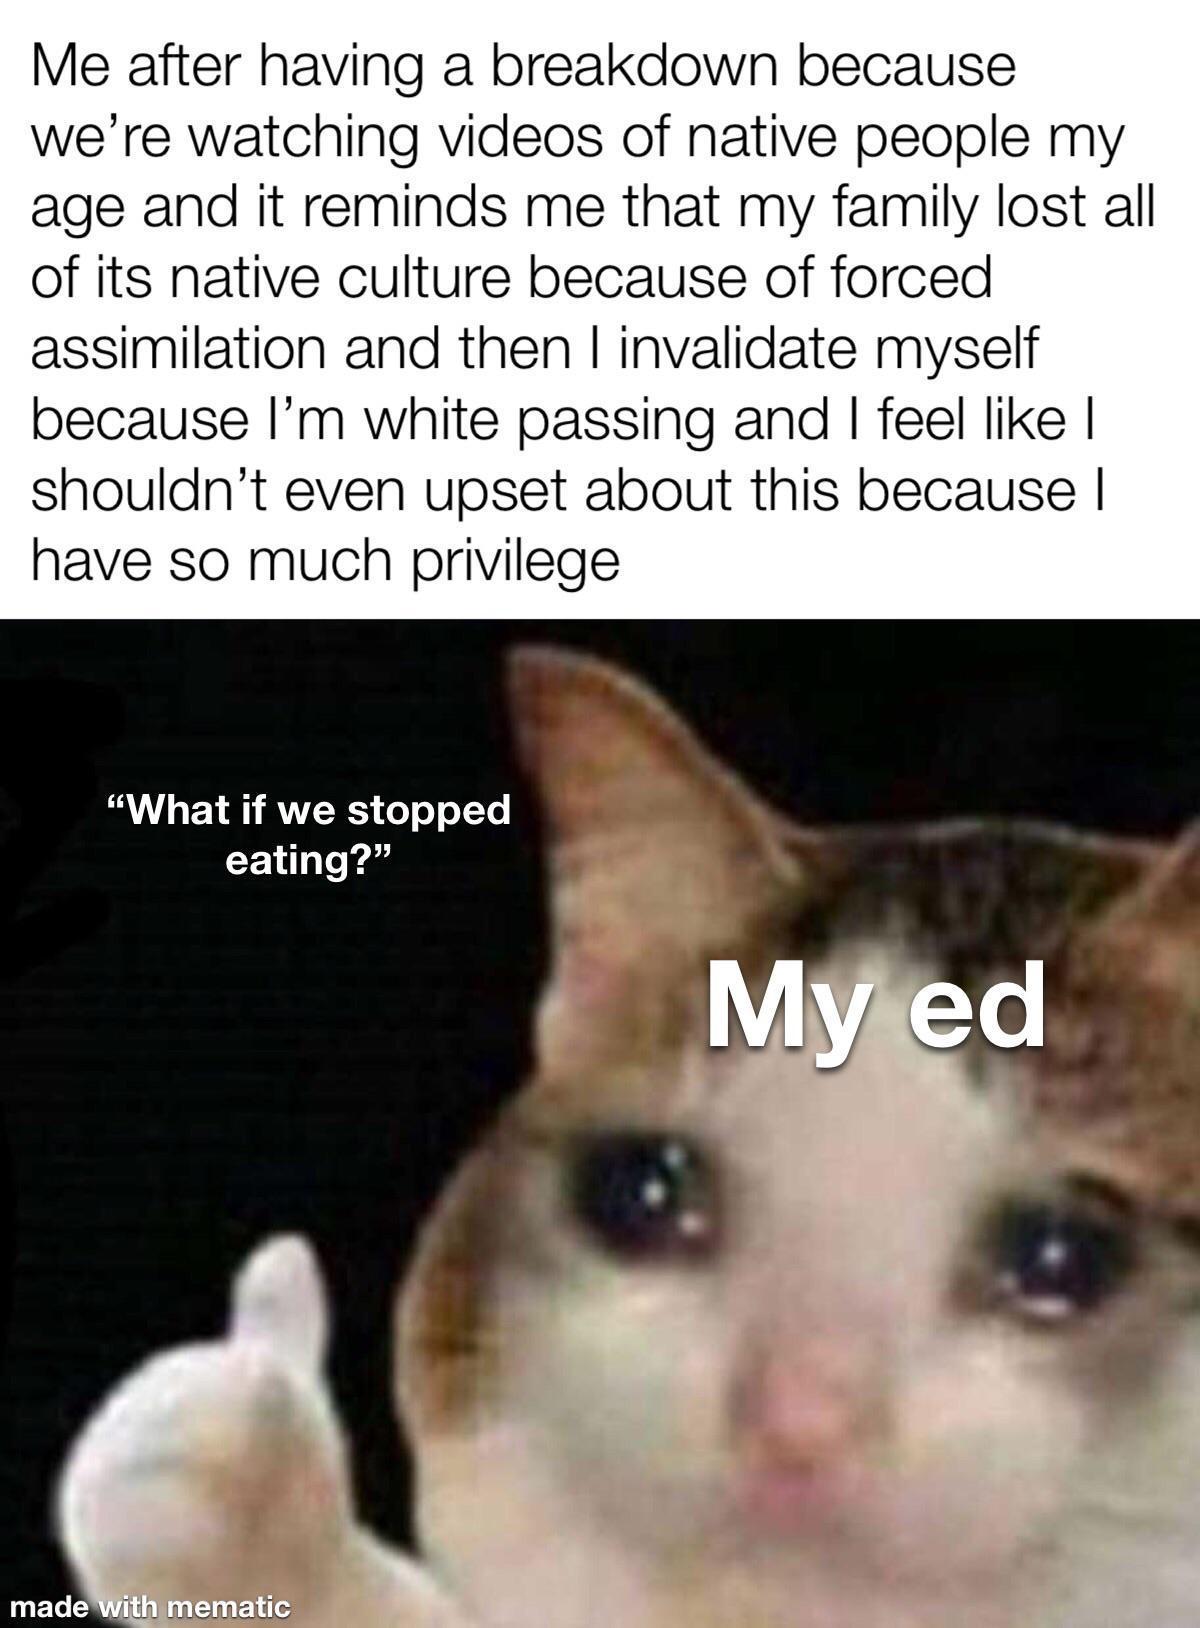 Me after having a breakdown because
we’re watching videos of native people my
age and it reminds me that my family lost all
of its native culture because of forced
assimilation and then I invalidate myself
because I’m white passing and I feel like I
shouldn’t even upset about this because I
have so much privilege
“What if we stopped
eating?”
My ed
made with mematic